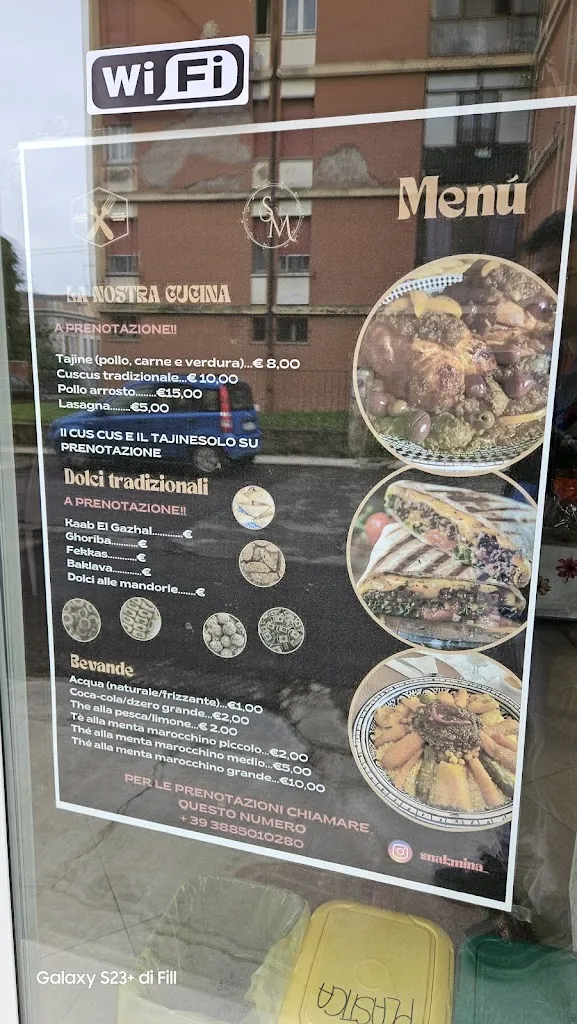 Wi Fi
SM
Menú
LA NOSTRA CUCINA
A PRENOTAZIONE!!
Tajine (pollo, carne e verdura)...€ 8,00
Cuscus tradizionale...€ 10,00
Pollo arrosto.......€15,00
Lasagna.......€5,00
Il CUS CUS E IL TAJINESOLO SU
PRENOTAZIONE
Dolci tradizionali
A PRENOTAZIONE!!
Kaab El Gazhal............€
Ghoriba.........€
Fekkas...........€
Baklava...........€
Dolci alle mandorle......€
Bevande
Acqua (naturale/frizzante)...€1,00
Coca-cola/dzero grande...€2,00
The alla pesca/limone...€ 2.00
Tè alla menta marocchino piccolo...€2,00
Thé alla menta marocchino medio...€5,00
Thé alla menta marocchino grande...€10,00
PER LE PRENOTAZIONI CHIAMARE
QUESTO NUMERO
+ 39 3885010280
snakmina_
PLASTICA
Galaxy S23+ di Fill